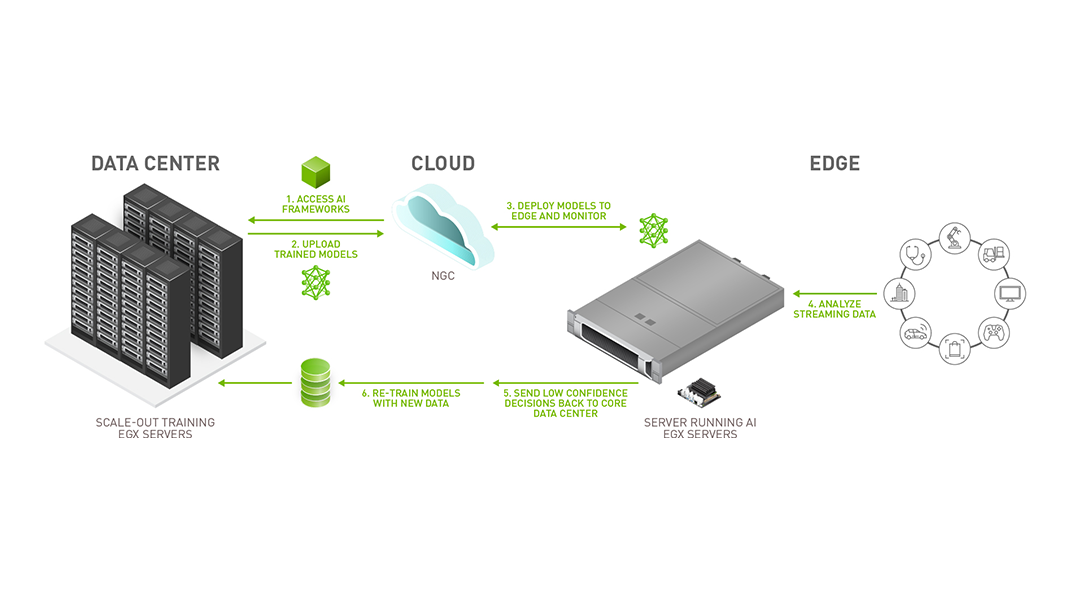 DATA CENTER
CLOUD
EDGE
1. ACCESS AI
FRAMEWORKS
2. UPLOAD
TRAINED MODELS
NGC
3. DEPLOY MODELS TO
EDGE AND MONITOR
4. ANALYZE
STREAMING DATA
5. SEND LOW CONFIDENCE
DECISIONS BACK TO CORE
DATA CENTER
6. RE-TRAIN MODELS
WITH NEW DATA
SCALE-OUT TRAINING
EGX SERVERS
SERVER RUNNING AI
EGX SERVERS